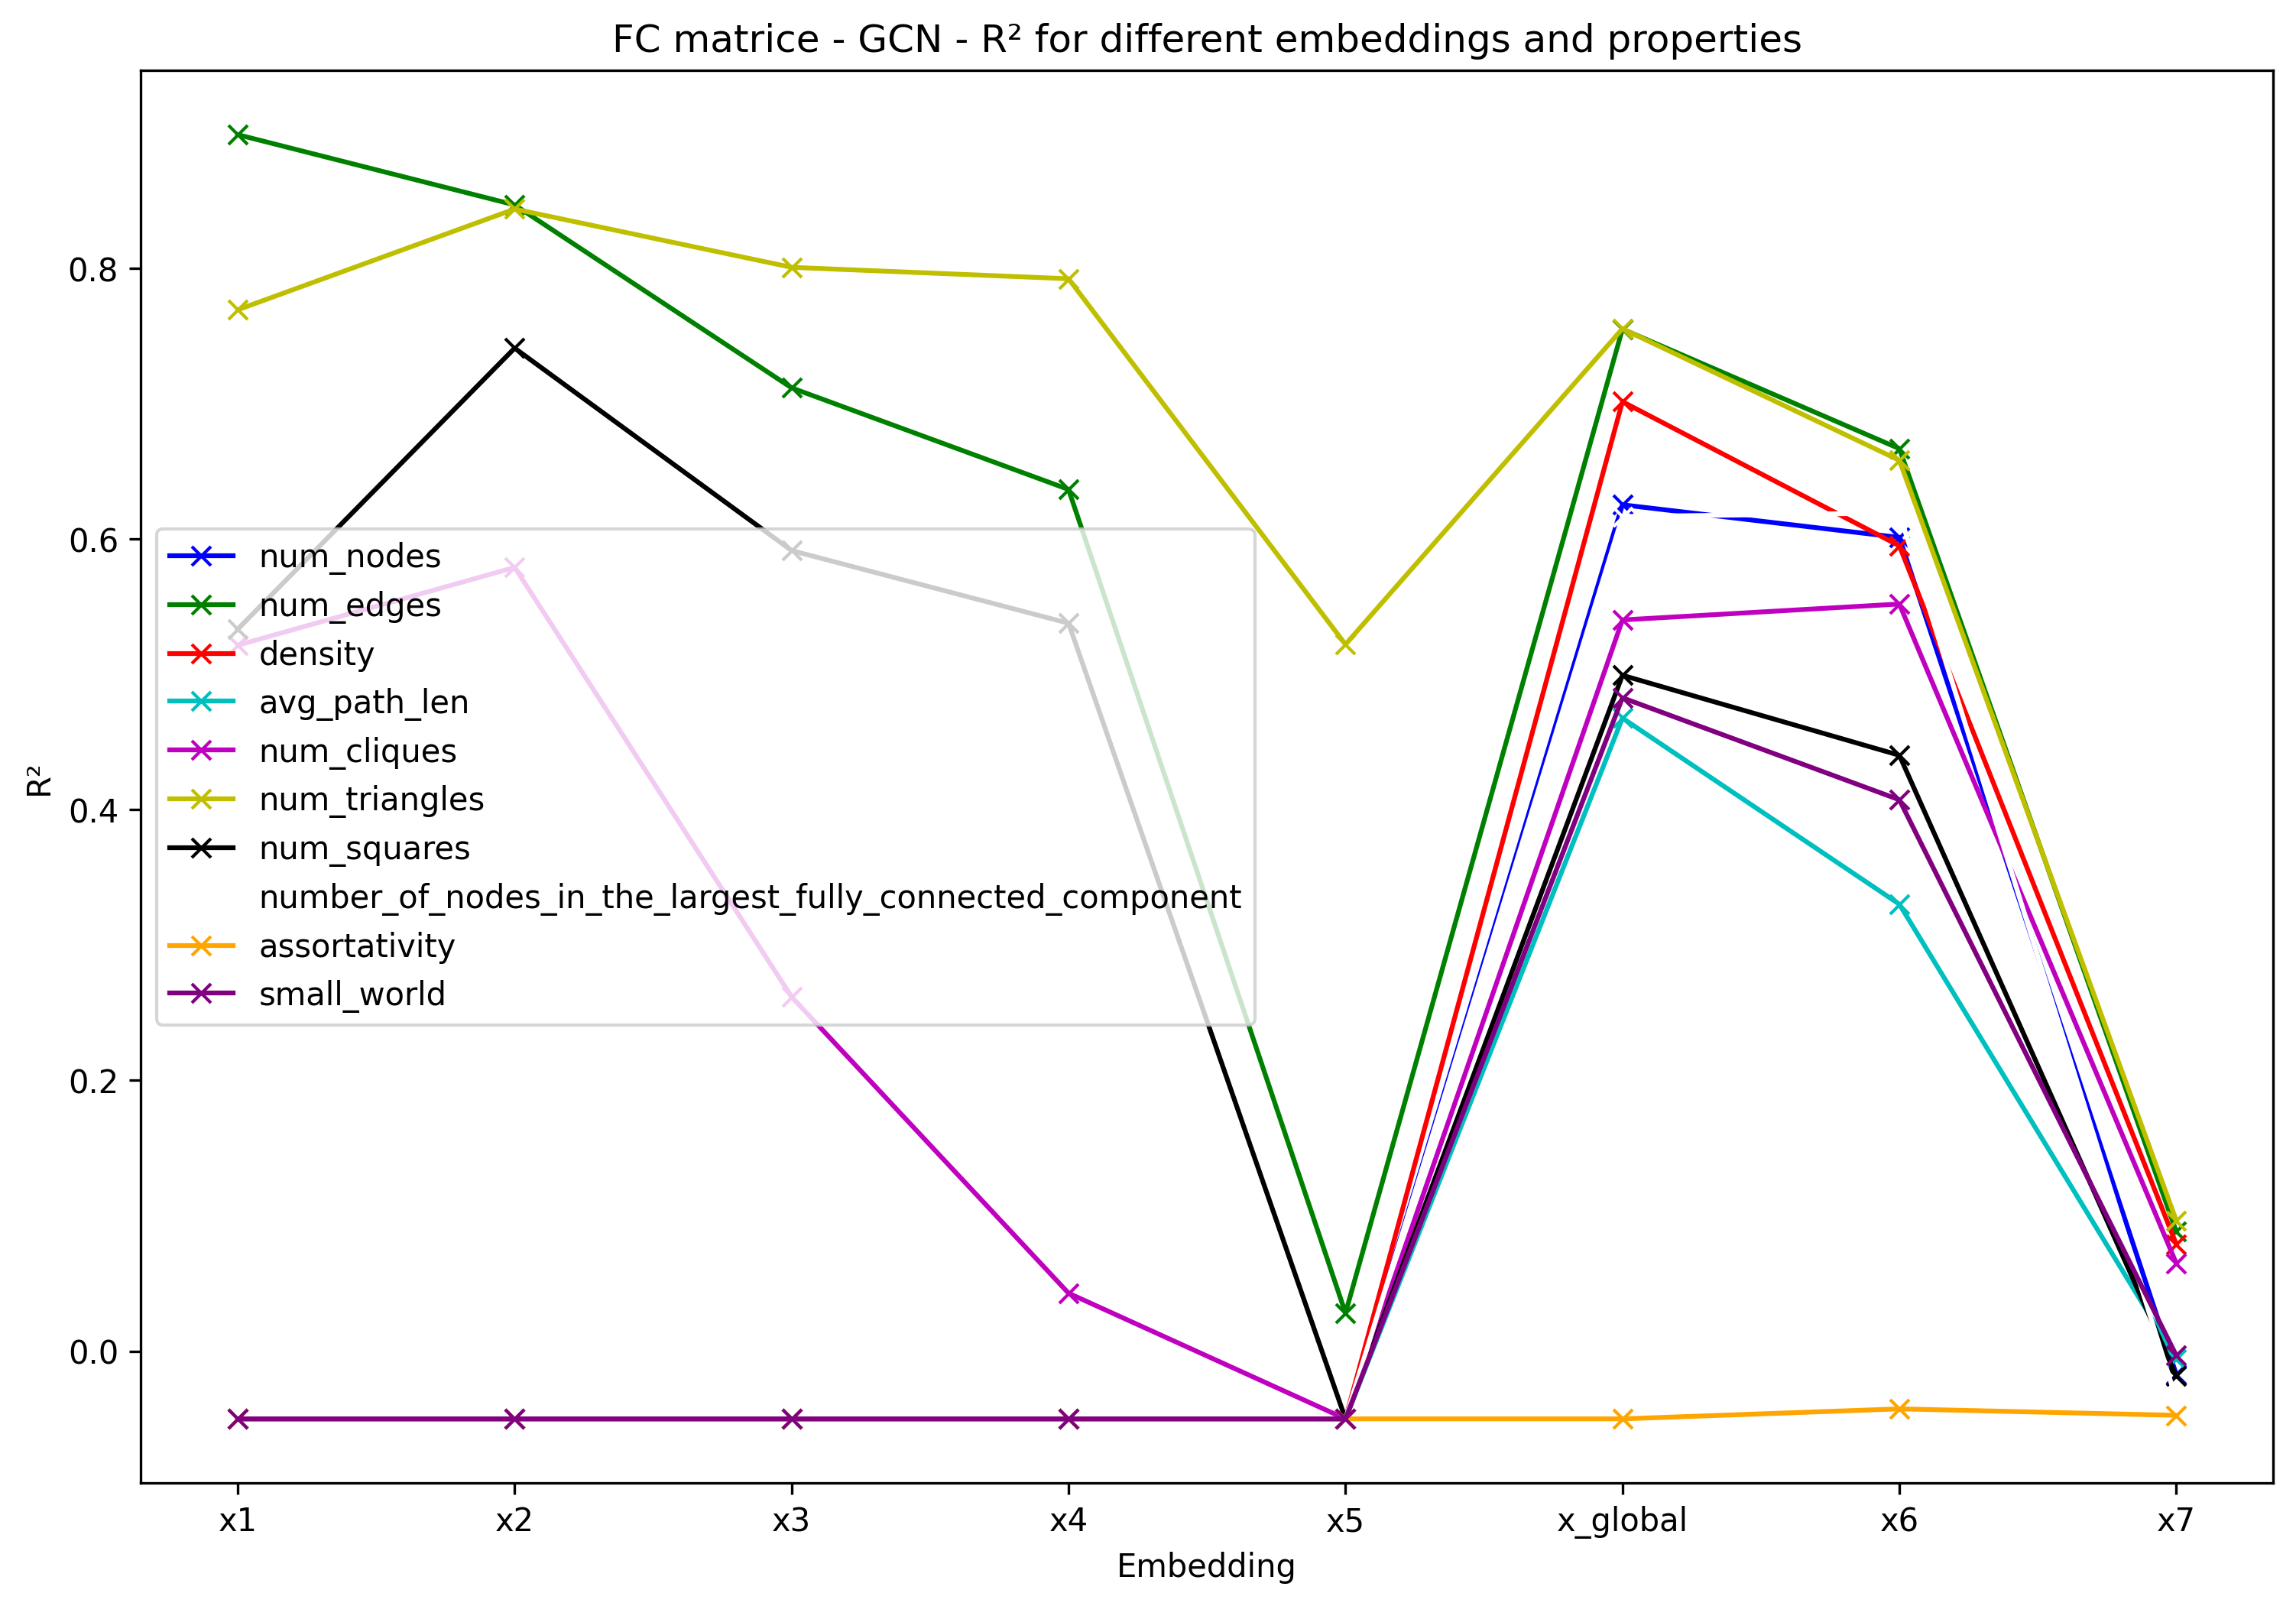 FC matrice - GCN - R² for different embeddings and properties
R²
0.8
0.6
0.4
0.2
0.0
num_nodes
num_edges
density
avg_path_len
num_cliques
num_triangles
num_squares
number_of_nodes_in_the_largest_fully_connected_component
assortativity
small_world
x1 x2 x3 x4 x5 x_global x6 x7
Embedding